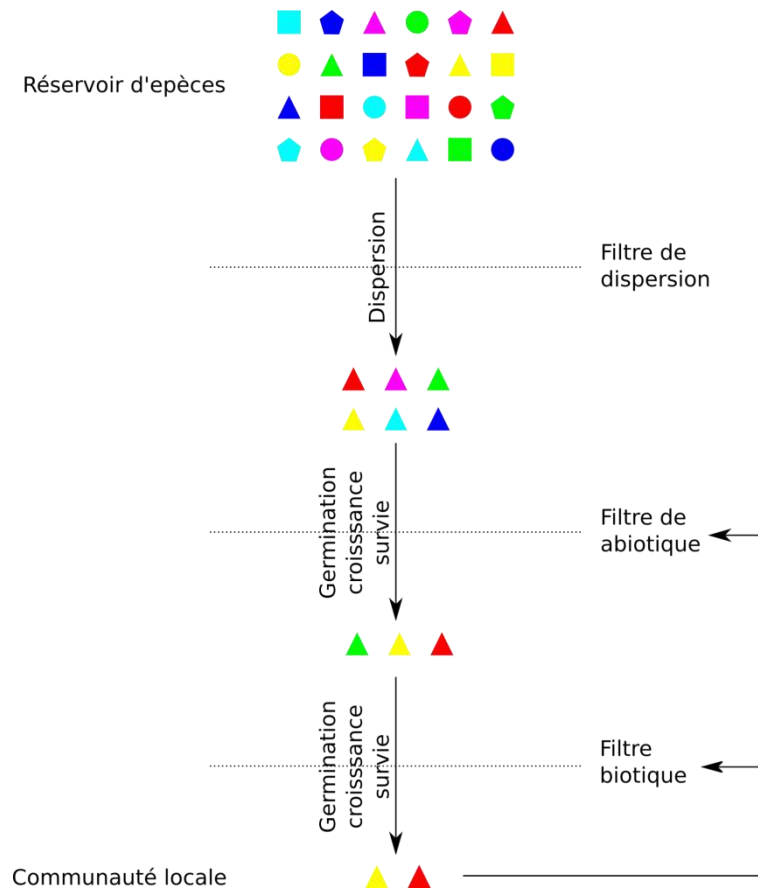 Réservoir d'epèces
Dispersion
Filtre de
dispersion
Germination
croisssance
survie
Filtre de
abiotique
Germination
croisssance
survie
Filtre
biotique
Communauté locale